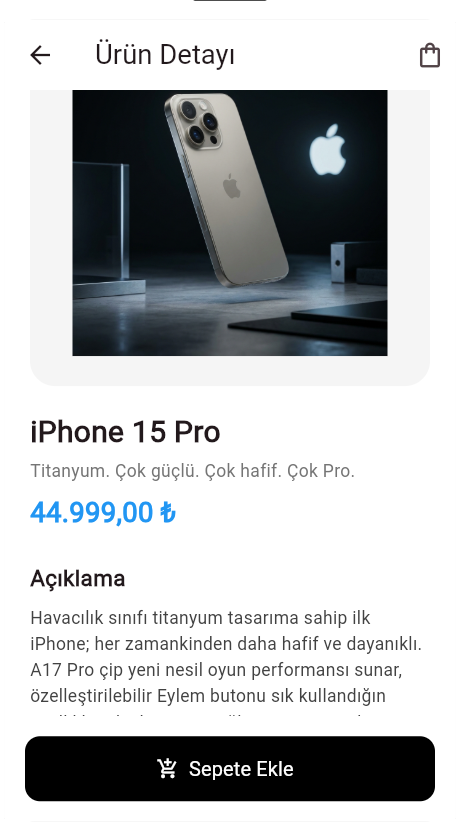 Ürün Detayı
iPhone 15 Pro
Titanyum. Çok güçlü. Çok hafif. Çok Pro.
44.999,00 ₺
Açıklama
Havacılık sınıfı titanyum tasarıma sahip ilk
iPhone; her zamankinden daha hafif ve dayanıklı.
A17 Pro çip yeni nesil oyun performansı sunar,
özelleştirilebilir Eylem butonu sık kullandığın
Sepete Ekle